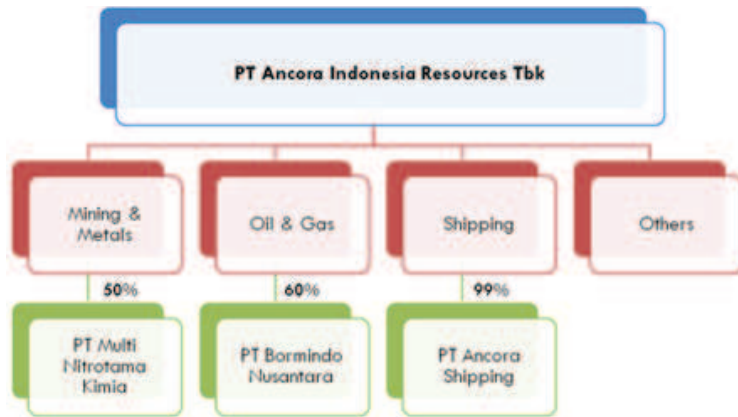 PT Ancora Indonesia Resources Tbk
Mining &
Metals
Oil & Gas
Shipping
Others
50%
60%
99%
PT Multi
Nitrotama
Kimia
PT Bormindo
Nusantara
PT Ancora
Shipping